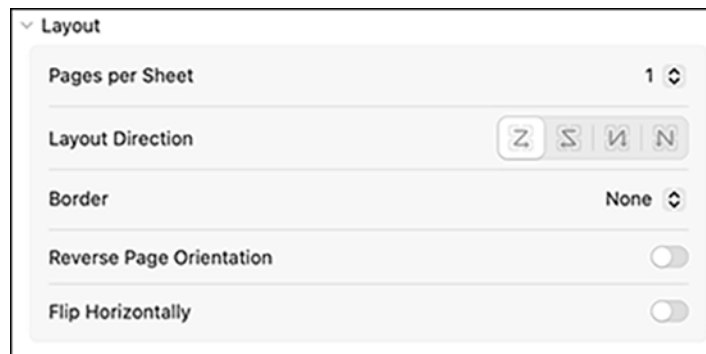 Layout
Pages per Sheet 1
Layout Direction
Border None
Reverse Page Orientation
Flip Horizontally